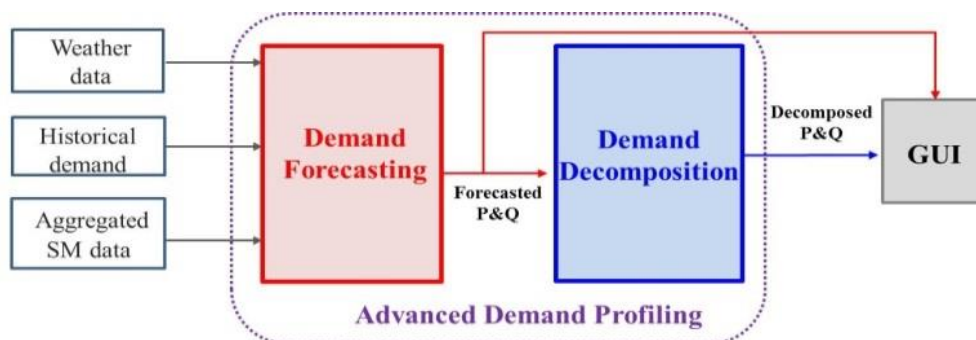 Weather
data
Historical
demand
Aggregated
SM data
Demand
Forecasting
Forecasted
P&Q
Demand
Decomposition
Decomposed
P&Q
GUI
Advanced Demand Profiling